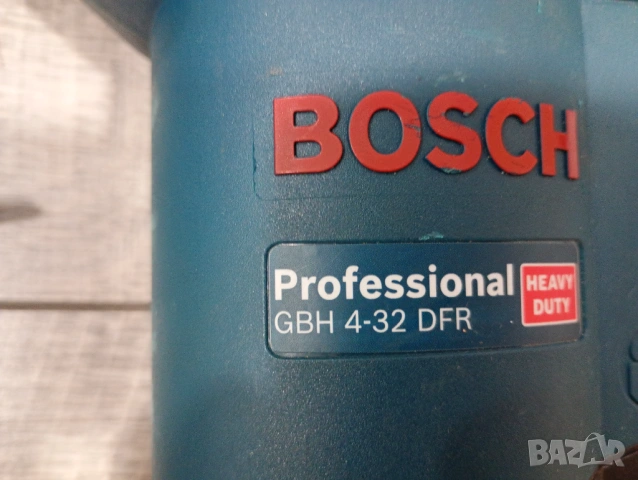 BOSCH
Professional
GBH 4-32 DFR
HEAVY
DUTY
BAZAR